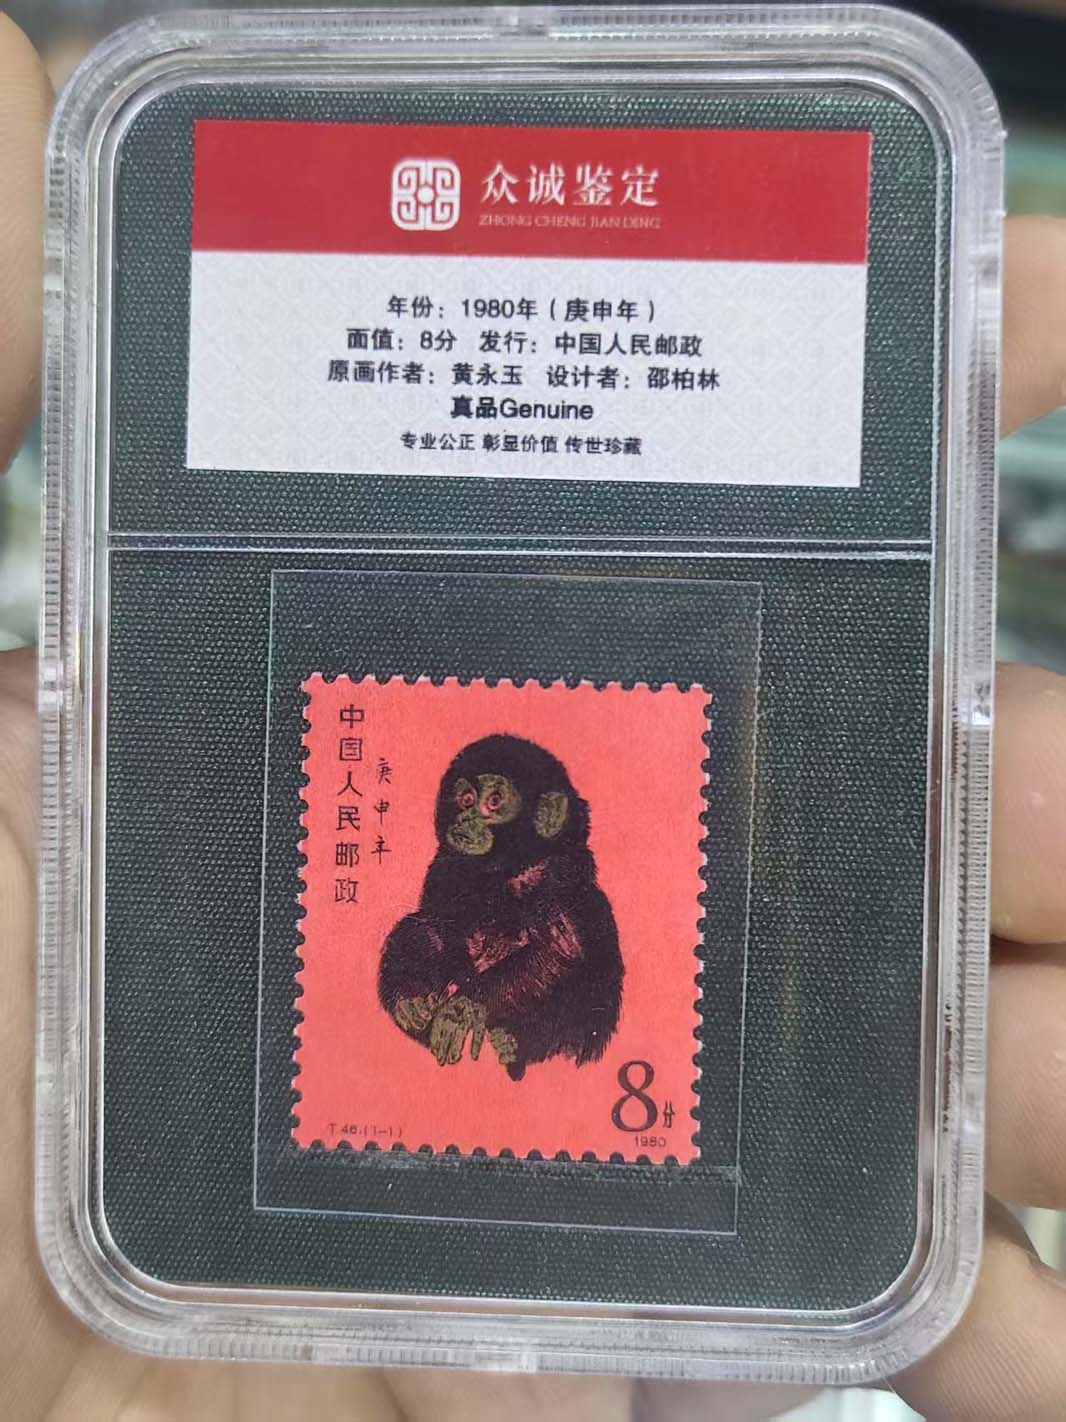 众诚鉴定
ZHONG CHENG JIAN DING
年份：1980年（庚申年）
面值：8分 发行：中国人民邮政
原画作者：黄永玉 设计者：邵柏林
真品Genuine
专业公正 彰显价值 传世珍藏
中国人民邮政
庚申年
8分
T.46.(1-1)
1980